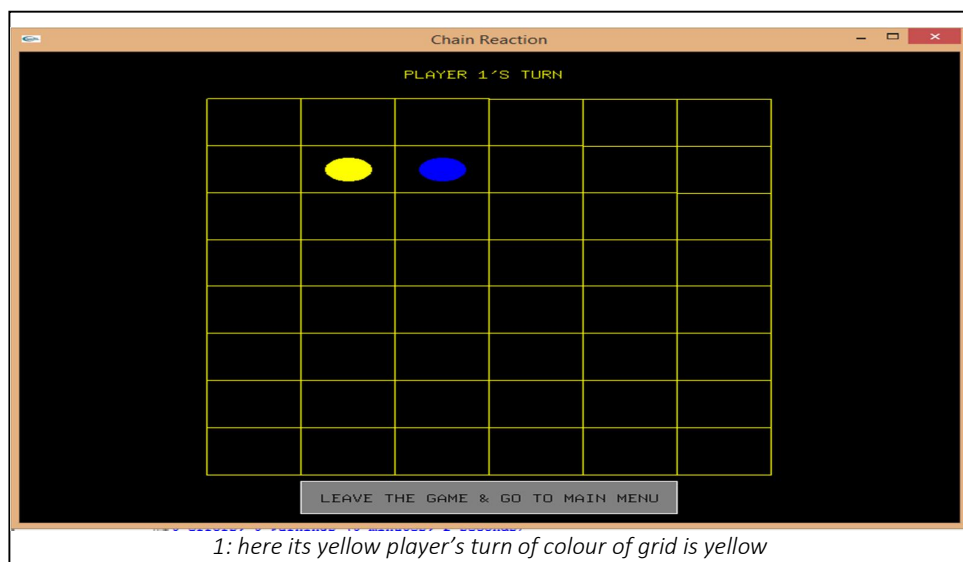 Chain Reaction
PLAYER 1'S TURN
LEAVE THE GAME & GO TO MAIN MENU
1: here its yellow player's turn of colour of grid is yellow